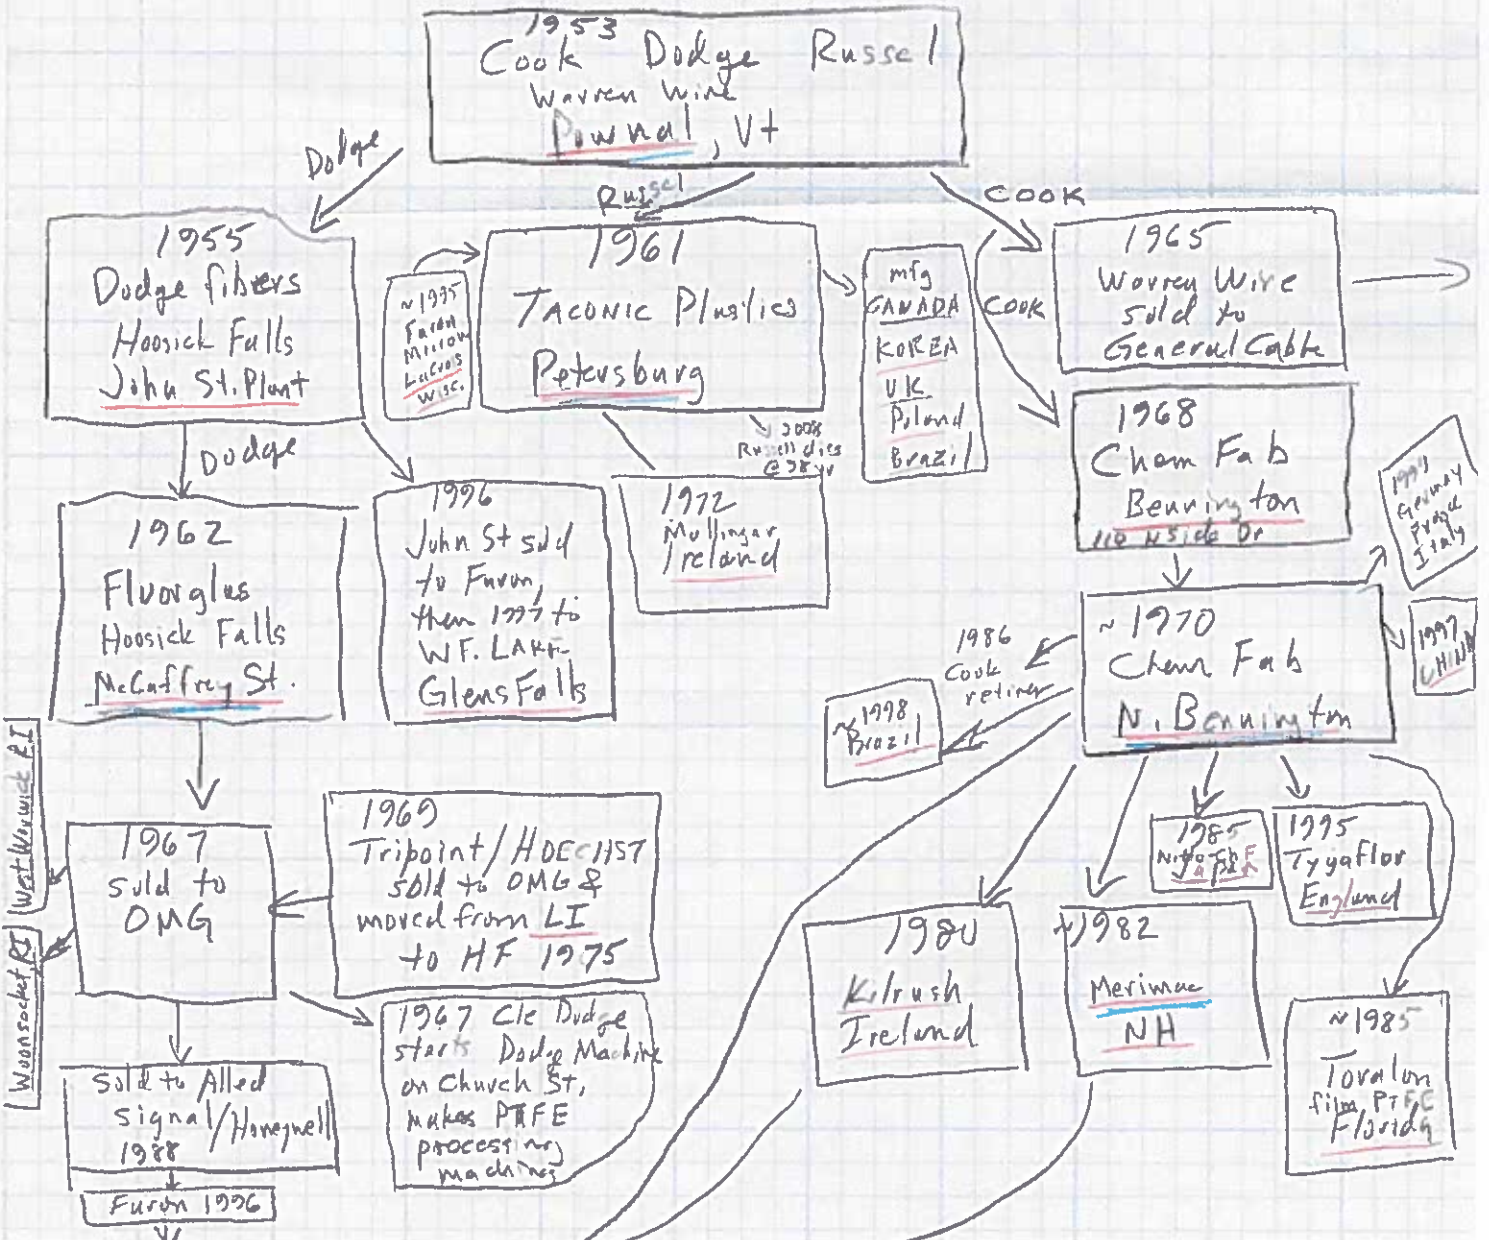 1953
Cook Dodge Russel
Warren Wire
Pownal, Vt
Dodge
Russel
COOK
1955
Dodge fibers
Hoosick Falls
John St. Plant
~1995
Furon
LaCrois
Wisc.
1961
TACONIC Plastics
Petersburg
mfg
CANADA
KOREA
UK
Poland
Brazil
COOK
1965
Warren Wire
sold to
General Cable
Dodge
2008
Russell dies
@ 98 yr
1968
Chem Fab
Bennington
Dr
Germany
Italy
1962
Fluorglas
Hoosick Falls
McCaffrey St.
1996
John St sold
to Furon,
then 1997 to
W.F. LAKE
Glens Falls
1972
Mullingar
Ireland
1986
Cook
retires
~1970
Chem Fab
N. Bennington
1997
CHINA
~1998
Brazil
West Warwick RI
Woonsocket RI
1967
sold to
OMG
1969
Tripoint/HOECHST
sold to OMG &
moved from LI
to HF 1975
1985
1995
Tygaflor
England
1980
Kilrush
Ireland
~1982
Merimac
NH
~1985
Toralon
film PTFE
Florida
1967 Cle Dodge
starts Dodge Machine
on Church St,
makes PTFE
processing
machines
sold to Allied
signal/Honeywell
1988
Furon 1996